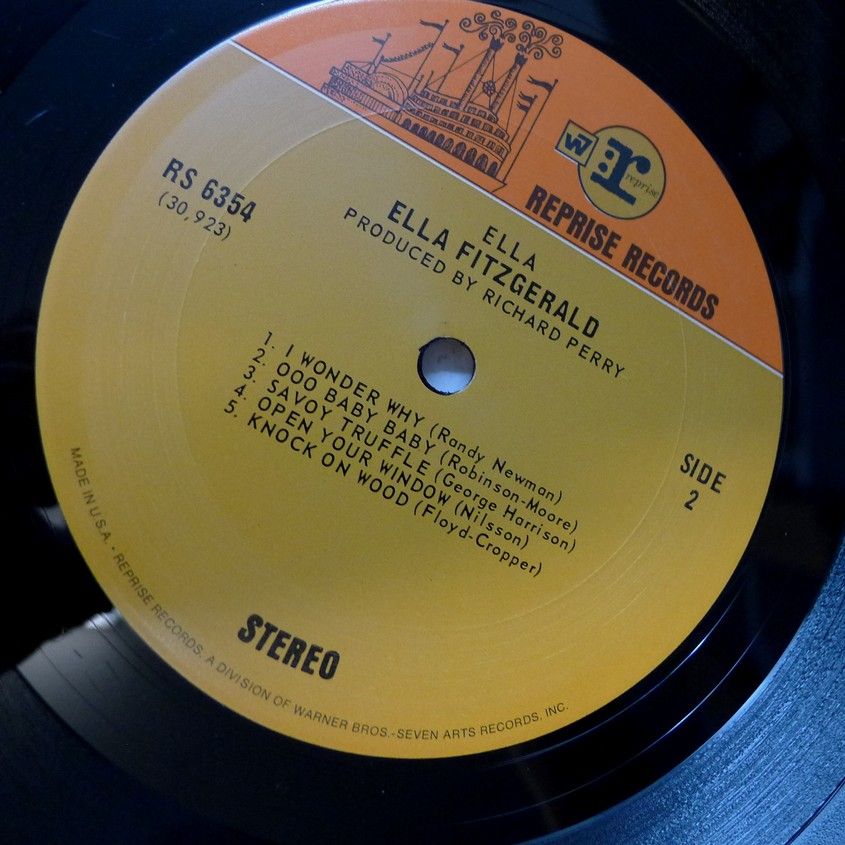 W
:r
reprise
REPRISE RECORDS
RS 6354
(30,923)
ELLA
ELLA FITZGERALD
PRODUCED BY RICHARD PERRY
1. I WONDER WHY (Randy Newman)
2. OOO BABY BABY (Robinson-Moore)
3. SAVOY TRUFFLE (George Harrison)
4. OPEN YOUR WINDOW (Nilsson)
5. KNOCK ON WOOD (Floyd-Cropper)
SIDE
2
STEREO
MADE IN U.S.A. • REPRISE RECORDS, A DIVISION OF WARNER BROS.-SEVEN ARTS RECORDS, INC.